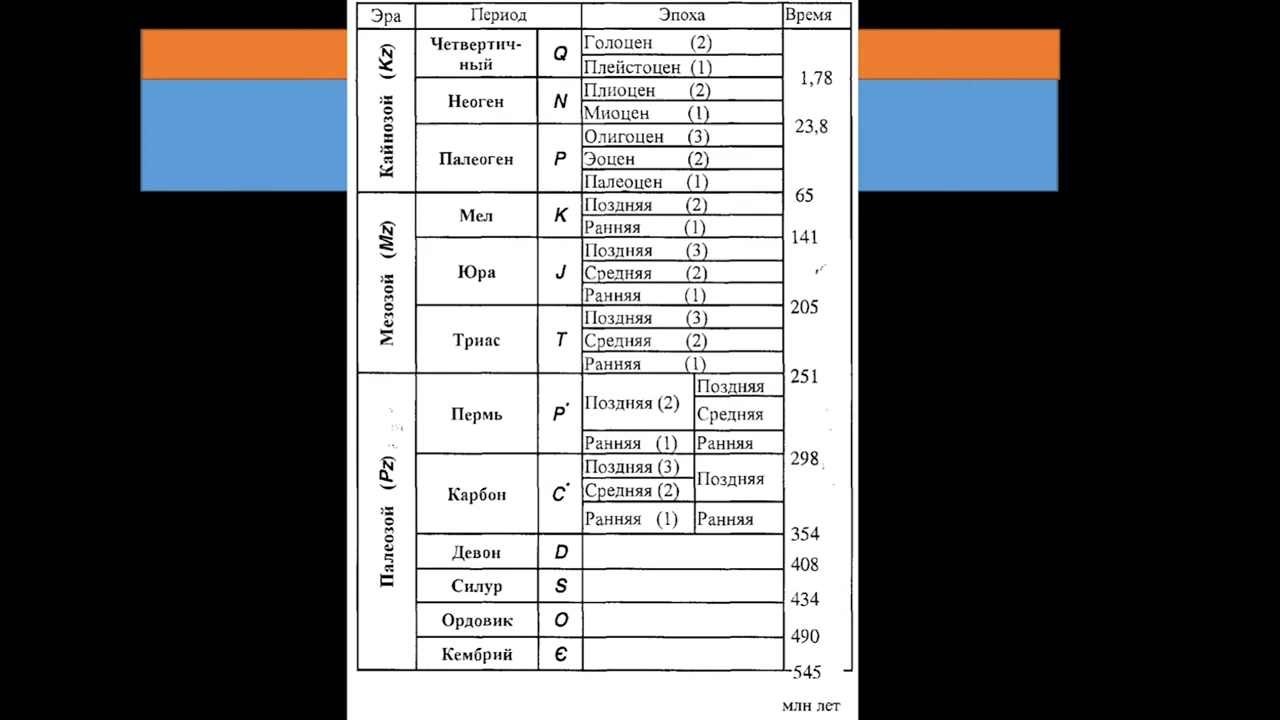 Эра Период Эпоха Время
Кайнозой (Kz)
Четвертич-
ный Q
Голоцен (2)
Плейстоцен (1)
1,78
Неоген N
Плиоцен (2)
Миоцен (1)
23,8
Палеоген P
Олигоцен (3)
Эоцен (2)
Палеоцен (1)
65
Мезозой (Mz)
Мел K
Поздняя (2)
Ранняя (1)
141
Юра J
Поздняя (3)
Средняя (2)
Ранняя (1)
205
Триас T
Поздняя (3)
Средняя (2)
Ранняя (1)
251
Палеозой (Pz)
Пермь P*
Поздняя (2) Поздняя
Средняя
Ранняя (1) Ранняя
298
Карбон C*
Поздняя (3) Поздняя
Средняя (2)
Ранняя (1) Ранняя
354
Девон D
408
Силур S
434
Ордовик O
490
Кембрий Є
545
млн лет